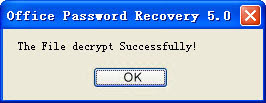 Office Password Recovery 5.0
The File decrypt Successfully!
OK